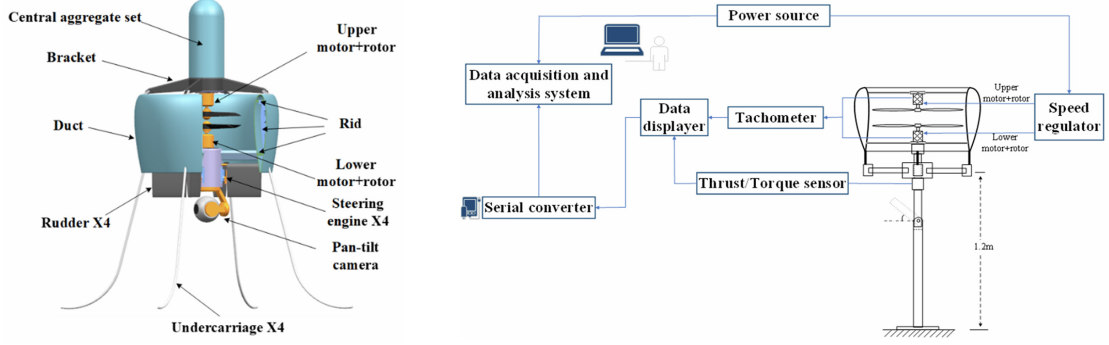 Central aggregate set
Upper
motor+rotor
Bracket
Duct
Rid
Lower
motor+rotor
Rudder X4
Steering
engine X4
Pan-tilt
camera
Undercarriage X4
Power source
Data acquisition and
analysis system
Data
displayer
Tachometer
Upper
motor+rotor
Lower
motor+rotor
Speed
regulator
Thrust/Torque sensor
Serial converter
1.2m